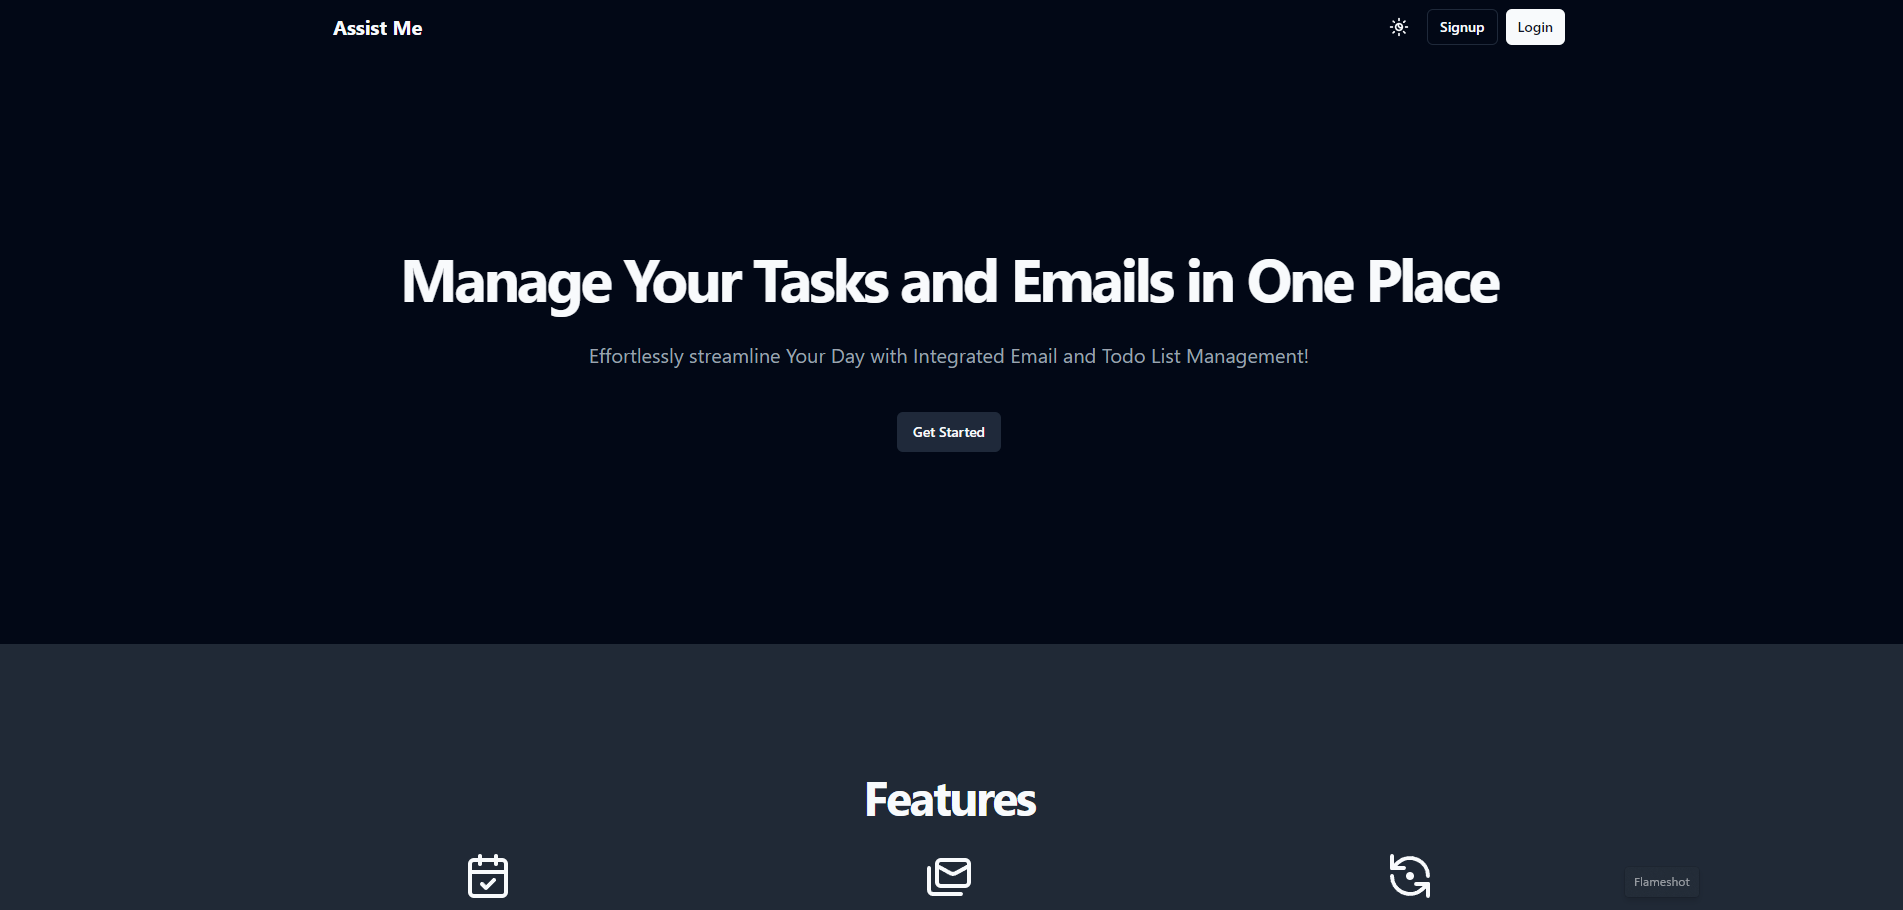 Assist Me
Signup
Login
Manage Your Tasks and Emails in One Place
Effortlessly streamline Your Day with Integrated Email and Todo List Management!
Get Started
Features
Flameshot